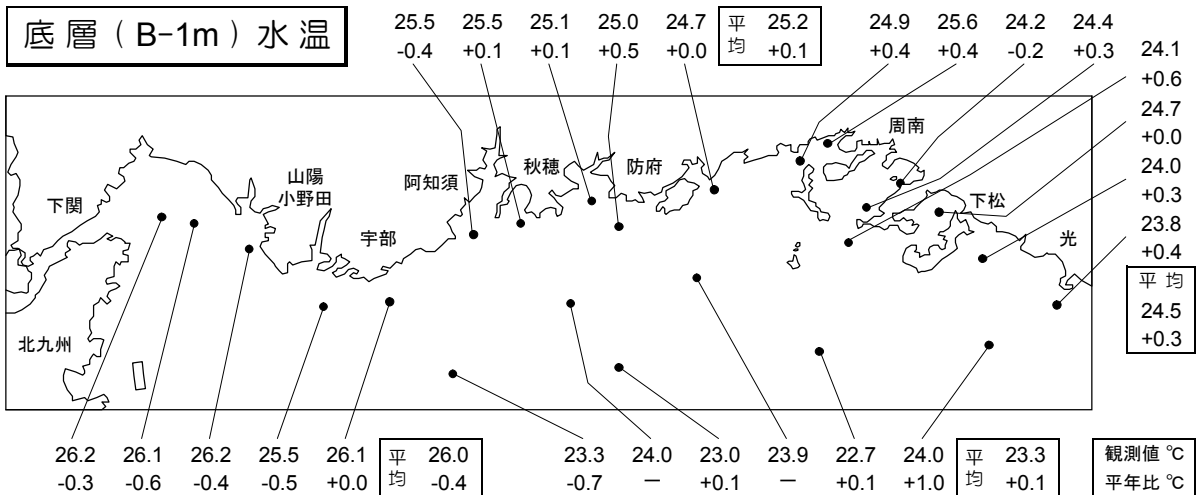 底層（B-1m）水温
25.5 25.5 25.1 25.0 24.7 平均 25.2 24.9 25.6 24.2 24.4
-0.4 +0.1 +0.1 +0.5 +0.0 +0.1 +0.4 +0.4 -0.2 +0.3
24.1
+0.6
24.7
+0.0
24.0
+0.3
23.8
+0.4
平均
24.5
+0.3
周南
秋穂
防府
山陽
小野田
阿知須
下関
下松
宇部
光
北九州
26.2 26.1 26.2 25.5 26.1 平均 26.0 23.3 24.0 23.0 23.9 22.7 24.0 平均 23.3 観測値 ℃
-0.3 -0.6 -0.4 -0.5 +0.0 -0.4 -0.7 － +0.1 － +0.1 +1.0 +0.1 平年比 ℃